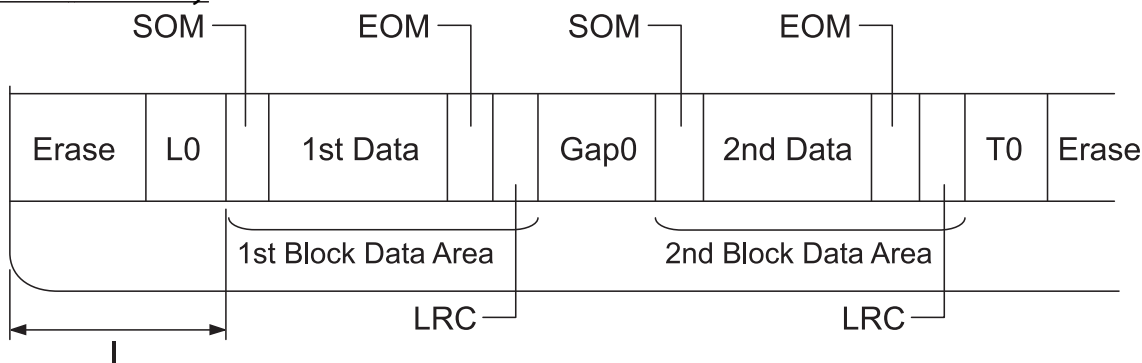 SOM EOM SOM EOM
Erase L0 1st Data Gap0 2nd Data T0 Erase
1st Block Data Area 2nd Block Data Area
LRC LRC